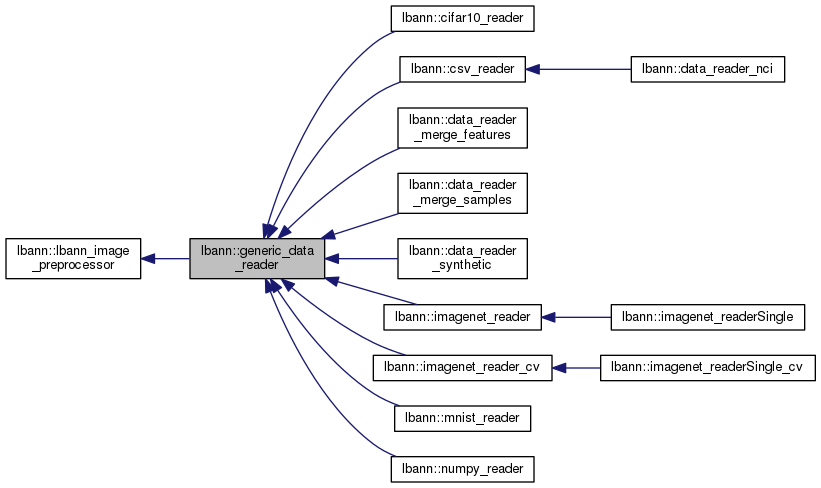 lbann::cifar10_reader
lbann::csv_reader
lbann::data_reader_nci
lbann::data_reader
_merge_features
lbann::data_reader
_merge_samples
lbann::lbann_image
_preprocessor
lbann::generic_data
_reader
lbann::data_reader
_synthetic
lbann::imagenet_reader
lbann::imagenet_readerSingle
lbann::imagenet_reader_cv
lbann::imagenet_readerSingle_cv
lbann::mnist_reader
lbann::numpy_reader